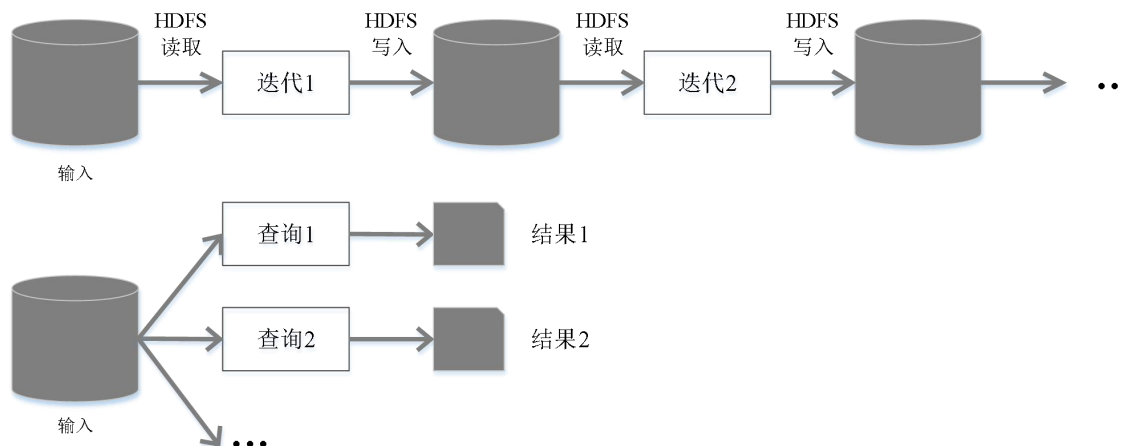 HDFS
读取
HDFS
写入
HDFS
读取
HDFS
写入
迭代1
迭代2
..
输入
查询1
结果1
查询2
结果2
输入
...